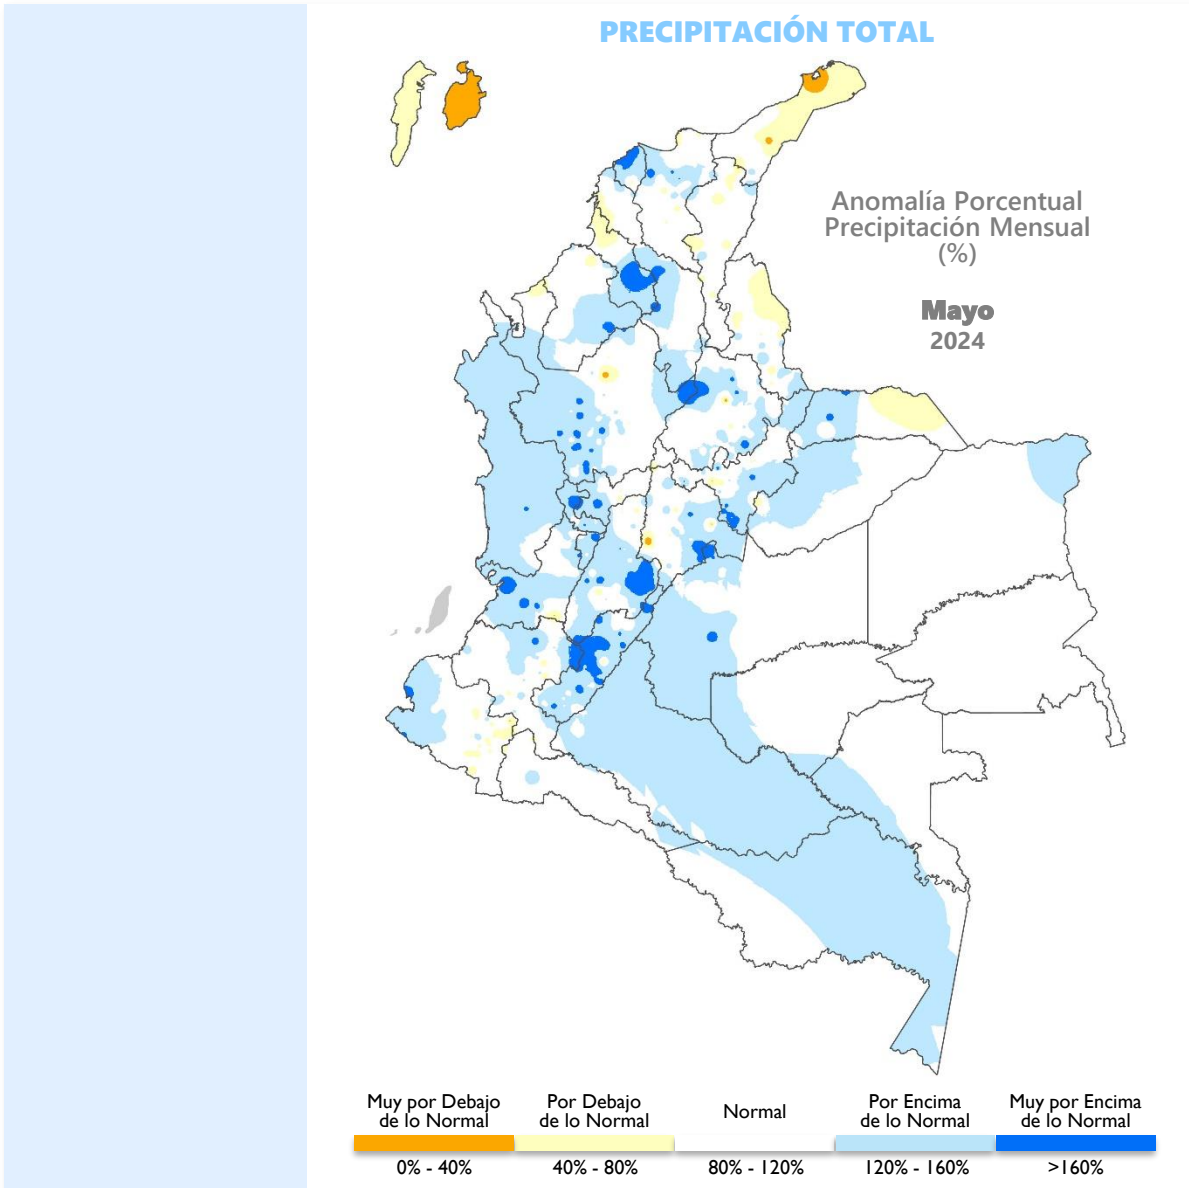 PRECIPITACIÓN TOTAL
Anomalía Porcentual
Precipitación Mensual
(%)
Mayo
2024
Muy por Debajo
de lo Normal
Por Debajo
de lo Normal
Normal
Por Encima
de lo Normal
Muy por Encima
de lo Normal
0% - 40%
40% - 80%
80% - 120%
120% - 160%
>160%